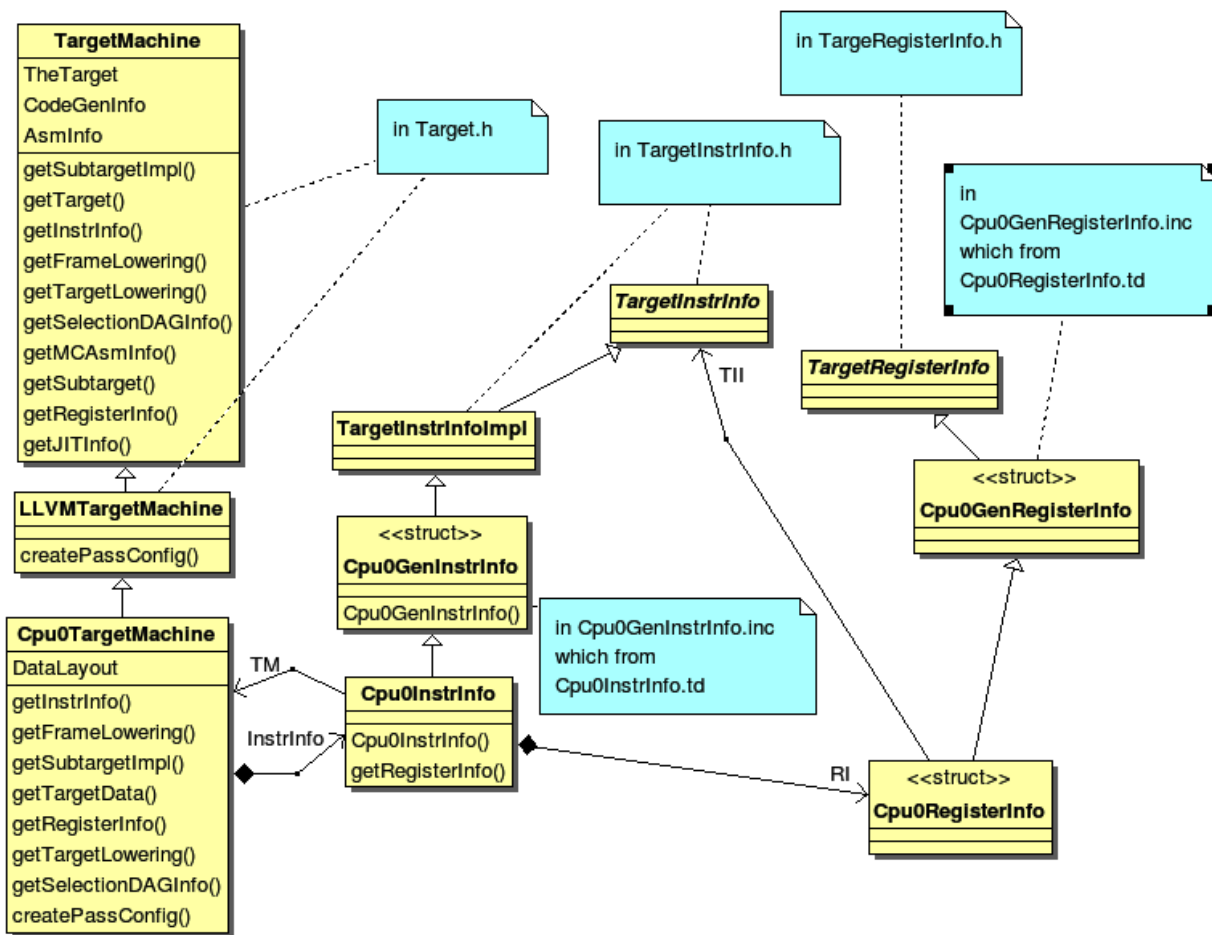 TargetMachine
TheTarget
CodeGenInfo
AsmInfo
getSubtargetImpl()
getTarget()
getInstrInfo()
getFrameLowering()
getTargetLowering()
getSelectionDAGInfo()
getMCAsmInfo()
getSubtarget()
getRegisterInfo()
getJITInfo()
LLVMTargetMachine
createPassConfig()
Cpu0TargetMachine
DataLayout
getInstrInfo()
getFrameLowering()
getSubtargetImpl()
getTargetData()
getRegisterInfo()
getTargetLowering()
getSelectionDAGInfo()
createPassConfig()
in Target.h
in TargetInstrInfo.h
in TargeRegisterInfo.h
in
Cpu0GenRegisterInfo.inc
which from
Cpu0RegisterInfo.td
TargetInstrInfo
TII
TargetRegisterInfo
TargetInstrInfoImpl
<<struct>>
Cpu0GenRegisterInfo
<<struct>>
Cpu0GenInstrInfo
Cpu0GenInstrInfo()
in Cpu0GenInstrInfo.inc
which from
Cpu0InstrInfo.td
TM
InstrInfo
Cpu0InstrInfo
Cpu0InstrInfo()
getRegisterInfo()
RI
<<struct>>
Cpu0RegisterInfo